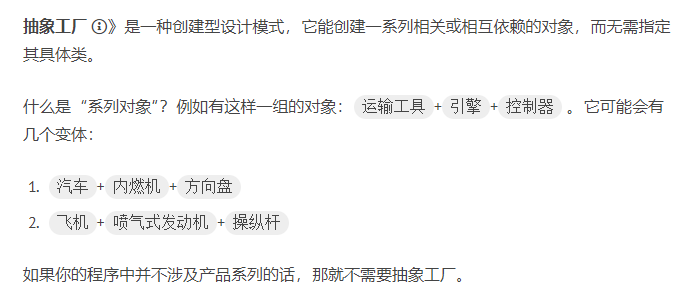 抽象工厂 ⓘ》是一种创建型设计模式，它能创建一系列相关或相互依赖的对象，而无需指定
其具体类。
什么是“系列对象”？例如有这样一组的对象： 运输工具+引擎+控制器 。它可能会有
几个变体：
1. 汽车+内燃机+方向盘
2. 飞机+喷气式发动机+操纵杆
如果你的程序中并不涉及产品系列的话，那就不需要抽象工厂。